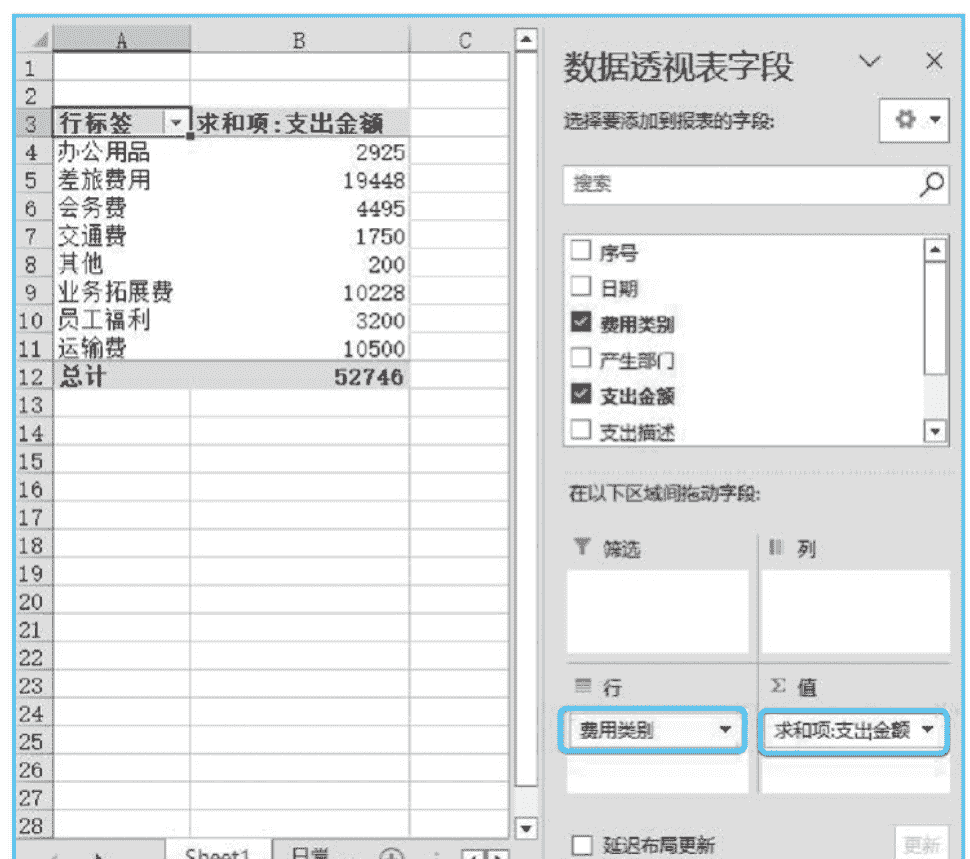 A B C
1
2
3 行标签 求和项:支出金额
4 办公用品 2925
5 差旅费用 19448
6 会务费 4495
7 交通费 1750
8 其他 200
9 业务拓展费 10228
10 员工福利 3200
11 运输费 10500
12 总计 52746
13
14
15
16
17
18
19
20
21
22
23
24
25
26
27
28
Sheet1 日常
数据透视表字段
选择要添加到报表的字段:
搜索
序号
日期
费用类别
产生部门
支出金额
支出描述
在以下区域间拖动字段:
筛选 列
行 Σ 值
费用类别 求和项:支出金额
延迟布局更新 更新